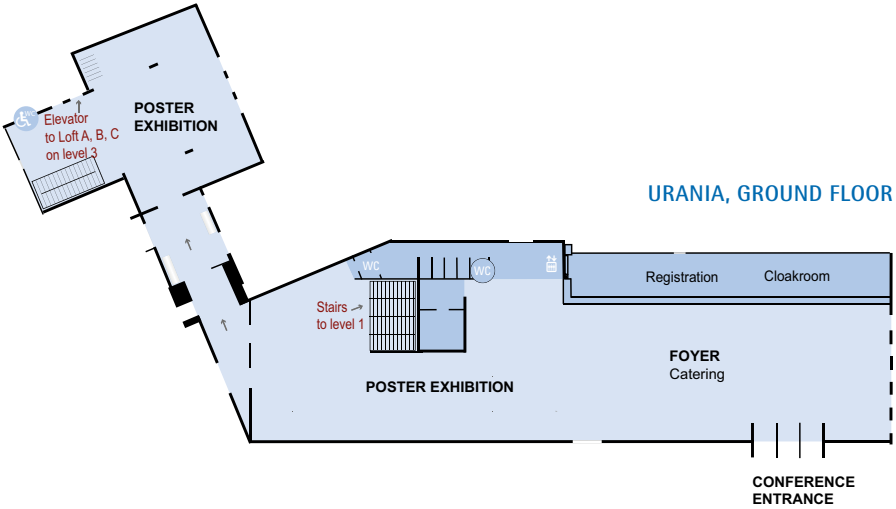 POSTER
EXHIBITION
Elevator
to Loft A, B, C
on level 3
URANIA, GROUND FLOOR
WC
WC
Registration
Cloakroom
Stairs
to level 1
FOYER
Catering
POSTER EXHIBITION
CONFERENCE
ENTRANCE